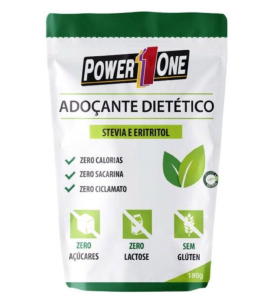 POWER1ONE
ADOÇANTE DIETÉTICO
STEVIA E ERITRITOL
ZERO CALORIAS
ZERO SACARINA
ZERO CICLAMATO
ZERO AÇÚCARES
ZERO LACTOSE
SEM GLÚTEN
180g